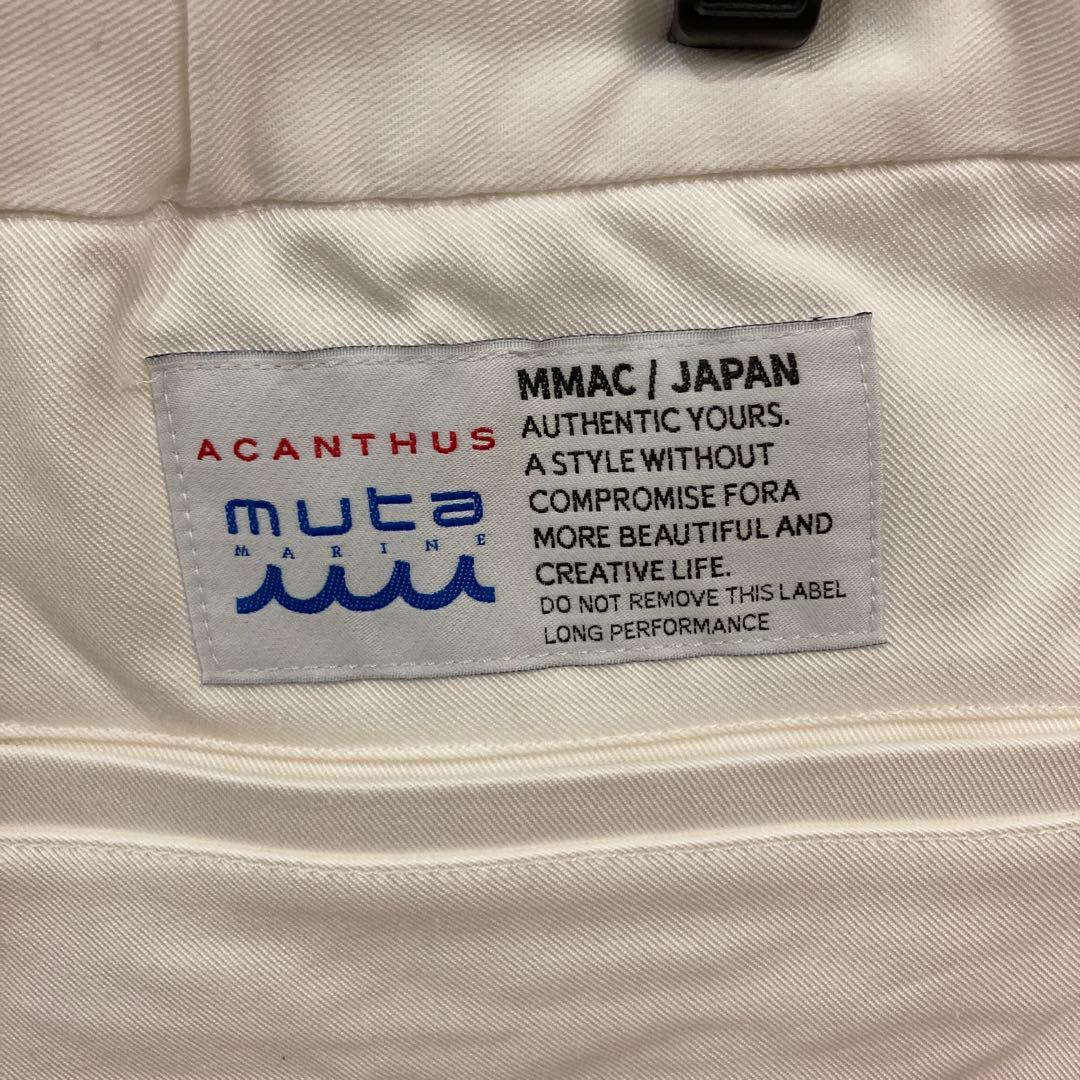 ACANTHUS
muta
MARINE
MMAC / JAPAN
AUTHENTIC YOURS.
A STYLE WITHOUT
COMPROMISE FORA
MORE BEAUTIFUL AND
CREATIVE LIFE.
DO NOT REMOVE THIS LABEL
LONG PERFORMANCE